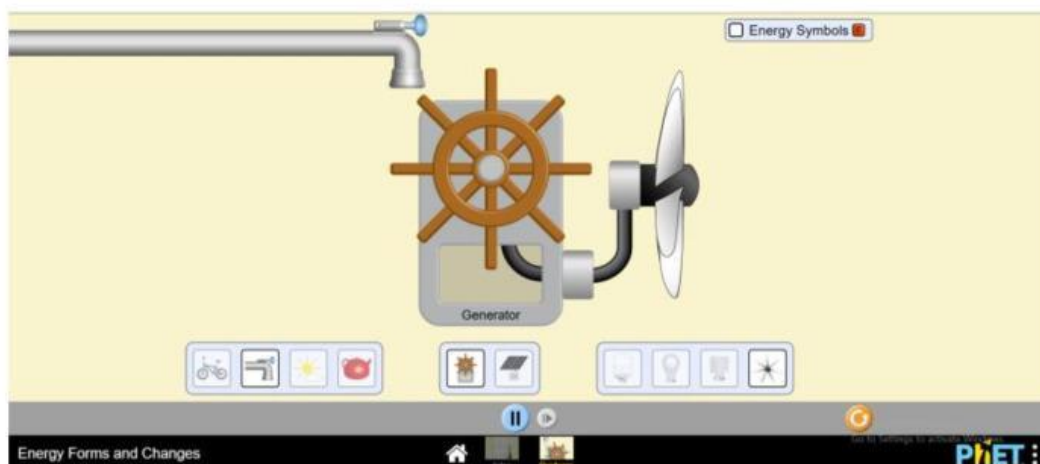 Energy Symbols E
Generator
Energy Forms and Changes
Go to Settings to activate Windows.
PhET